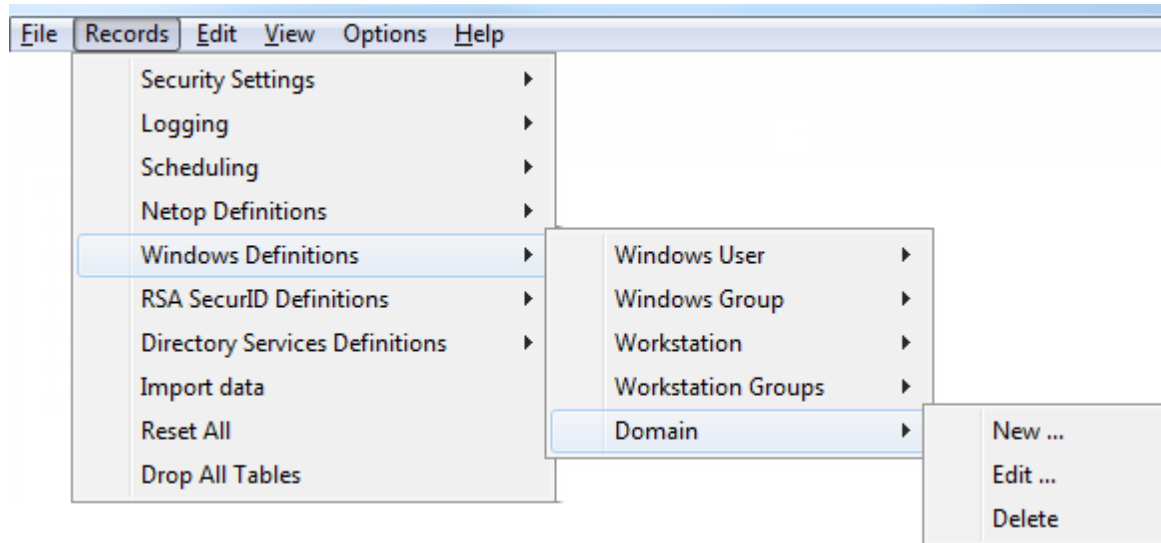 File Records Edit View Options Help
Security Settings
Logging
Scheduling
Netop Definitions
Windows Definitions
RSA SecurID Definitions
Directory Services Definitions
Import data
Reset All
Drop All Tables
Windows User
Windows Group
Workstation
Workstation Groups
Domain
New ...
Edit ...
Delete